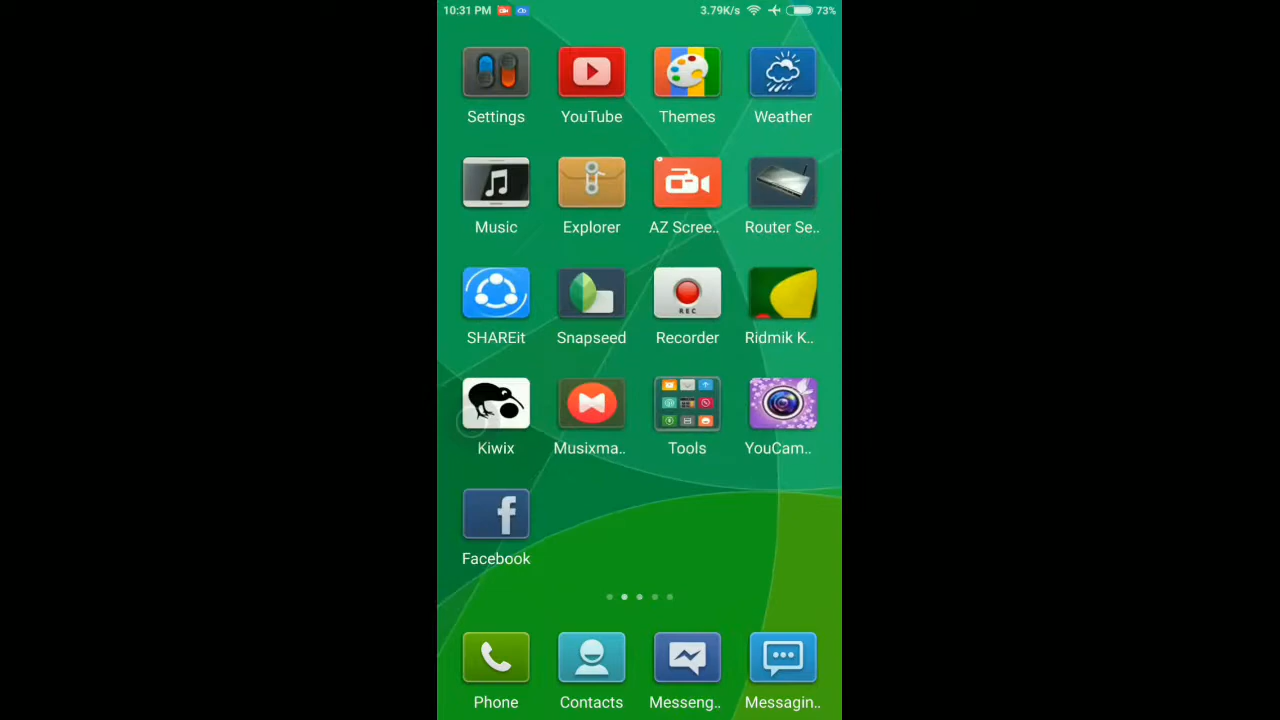 10:31 PM 3.79K/s 73%
Settings YouTube Themes Weather
Music Explorer AZ Scree.. Router Se..
REC
SHAREit Snapseed Recorder Ridmik K..
Kiwix Musixma.. Tools YouCam..
f
Facebook
Phone Contacts Messeng.. Messagin..